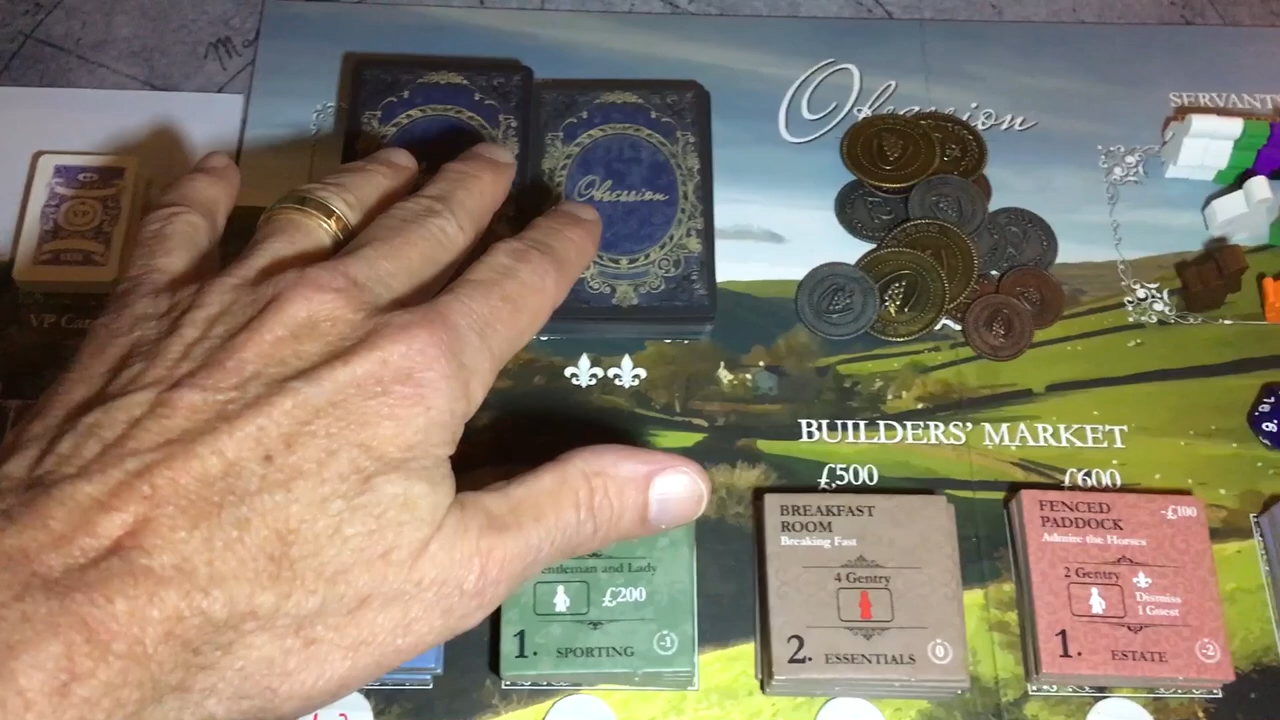 Obsession
SERVANT
VP
VP Car
Obsession
£2
BUILDERS' MARKET
£500
£600
entleman and Lady
£200
1. SPORTING -1
BREAKFAST
ROOM
Breaking Fast
4 Gentry
2. ESSENTIALS 0
FENCED
PADDOCK -£100
Admire the Horses
2 Gentry
Dismiss
1 Guest
1. ESTATE -2